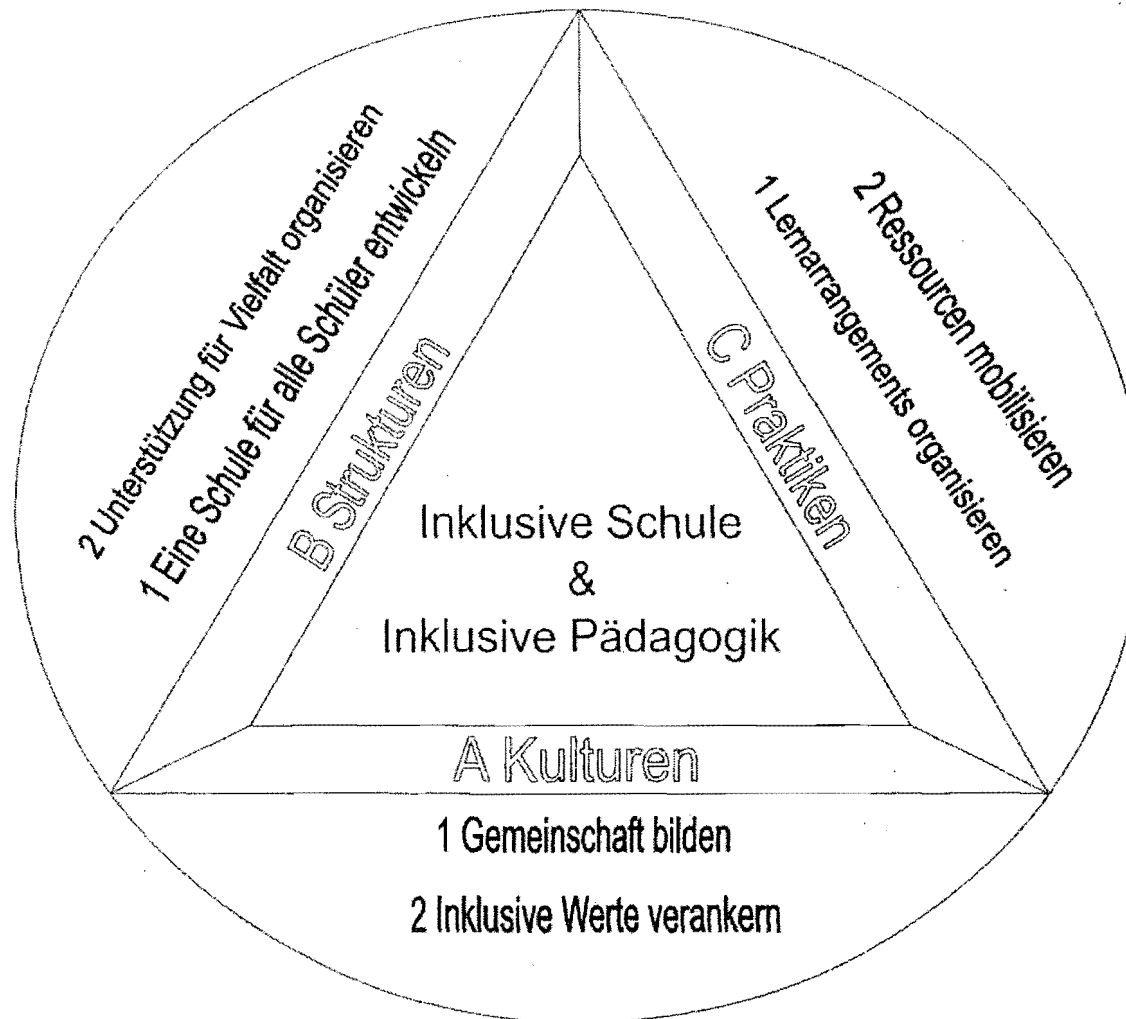 2 Unterstützung für Vielfalt organisieren
1 Eine Schule für alle Schüler entwickeln
B Strukturen
2 Ressourcen mobilisieren
1 Lernarrangements organisieren
C Praktiken
Inklusive Schule
&
Inklusive Pädagogik
A Kulturen
1 Gemeinschaft bilden
2 Inklusive Werte verankern